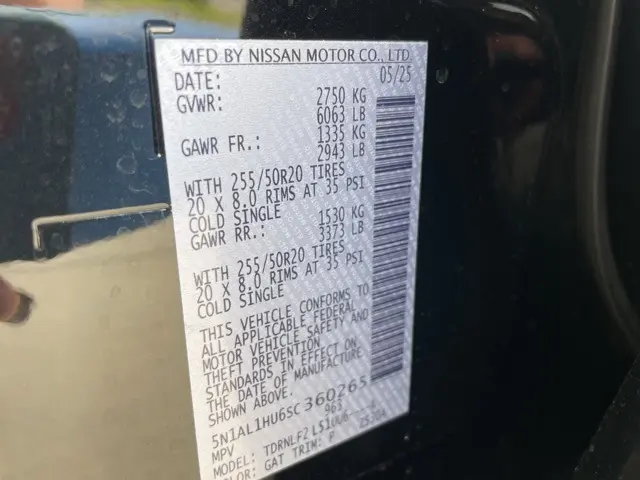 MFD BY NISSAN MOTOR CO., LTD.
DATE: 05/25
GVWR: 2750 KG
6063 LB
GAWR FR.: 1335 KG
2943 LB
WITH 255/50R20 TIRES
20 X 8.0 RIMS AT 35 PSI
COLD SINGLE
GAWR RR.: 1530 KG
3373 LB
WITH 255/50R20 TIRES
20 X 8.0 RIMS AT 35 PSI
COLD SINGLE
THIS VEHICLE CONFORMS TO
ALL APPLICABLE FEDERAL
MOTOR VEHICLE SAFETY AND
THEFT PREVENTION
STANDARDS IN EFFECT ON
DATE OF MANUFACTURE
SHOWN ABOVE.
5N1AL1HU6SC360265
MPV 963
MODEL:
COLOR: GAT TRIM: P